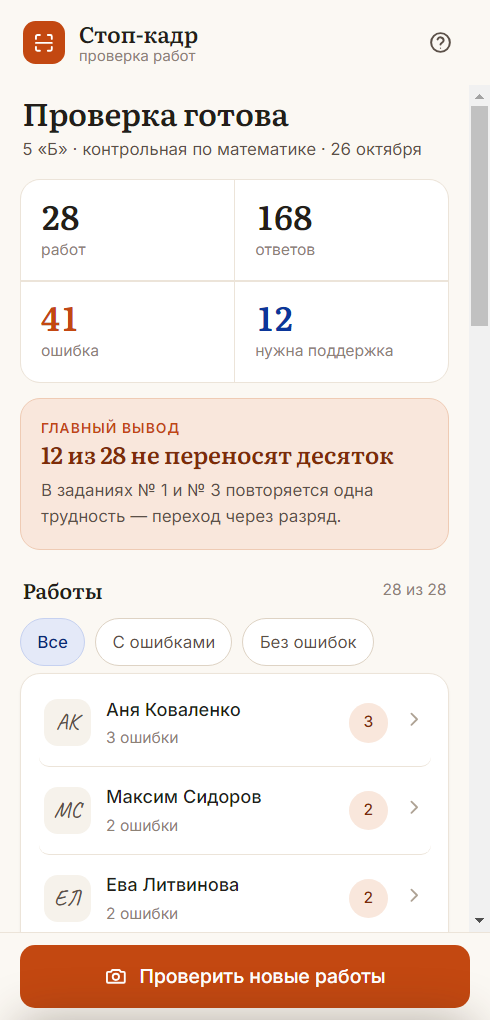 Стоп-кадр
проверка работ
Проверка готова
5 «Б» · контрольная по математике · 26 октября
28
работ
168
ответов
41
ошибка
12
нужна поддержка
ГЛАВНЫЙ ВЫВОД
12 из 28 не переносят десяток
В заданиях № 1 и № 3 повторяется одна
трудность — переход через разряд.
Работы
28 из 28
Все
С ошибками
Без ошибок
АК
Аня Коваленко
3 ошибки
3
МС
Максим Сидоров
2 ошибки
2
ЕЛ
Ева Литвинова
2 ошибки
2
Проверить новые работы